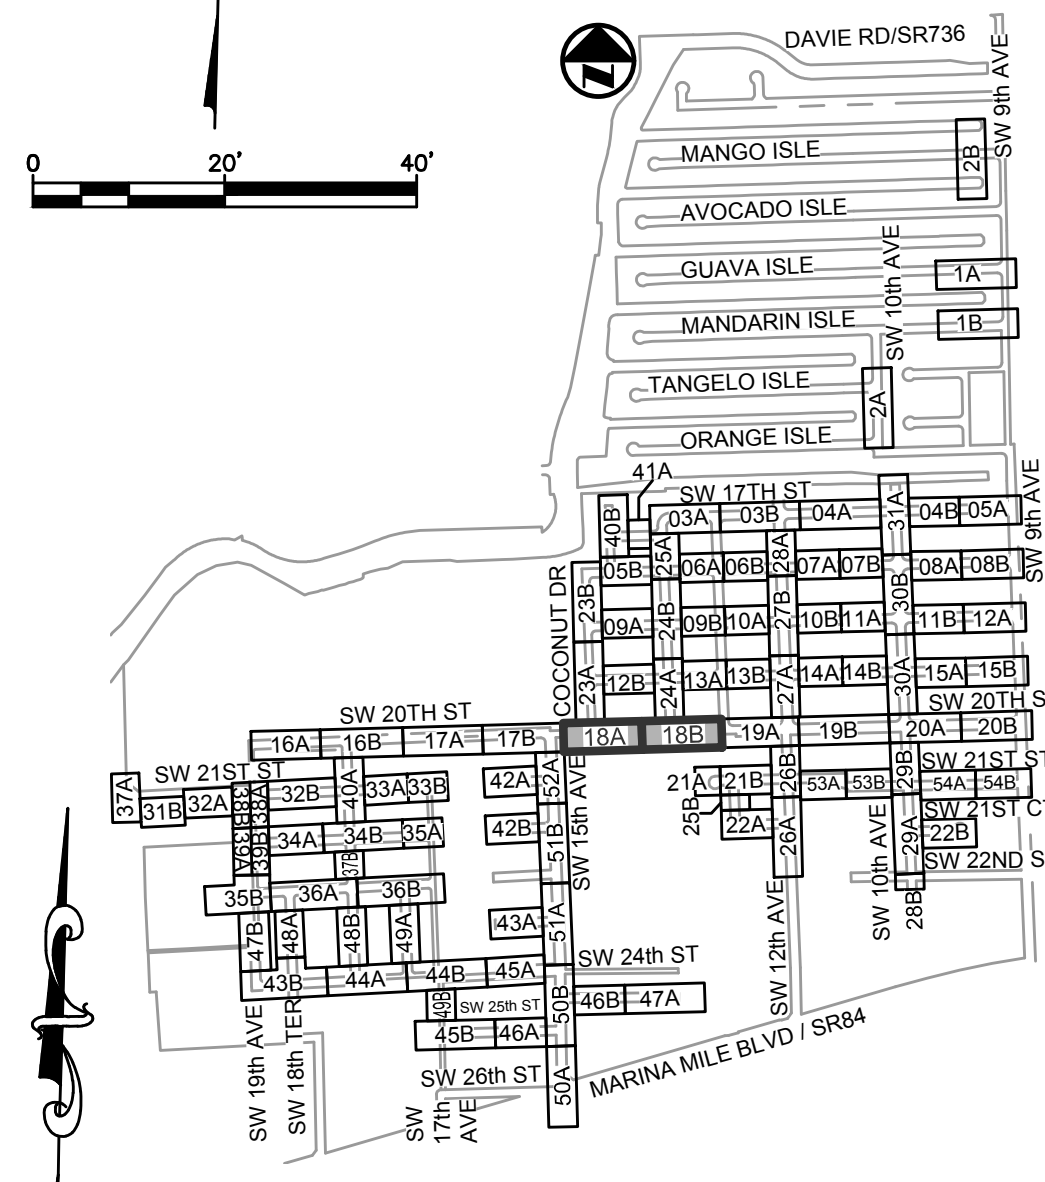 DAVIE RD/SR736
SW 9th AVE
N
0 20' 40'
MANGO ISLE
2B
AVOCADO ISLE
SW 10th AVE
GUAVA ISLE
1A
MANDARIN ISLE
1B
TANGELO ISLE
2A
ORANGE ISLE
41A
SW 17TH ST
SW 9th AVE
40B 03A 03B 04A 31A 04B 05A
COCONUT DR
05B 25A 06A 06B 28A 07A 07B 08A 08B
23B 30B
09A 24B 09B 10A 27B 10B 11A 11B 12A
23A 12B 24A 13A 13B 27A 14A 14B 30A 15A 15B
SW 20TH ST
SW 20TH S
16A 16B 17A 17B 18A 18B 19A 19B 20A 20B
SW 21ST ST
SW 21ST ST
37A 31B 32A 38B 38C 32B 40A 33A 33B 42A 52A 21A 21B 26B 53A 53B 29B 54A 54B
SW 15th AVE
25B
SW 21ST C
39A 39B 34A 34B 35A 42B 51B 22A 26A 29A 22B
SW 10th AVE
37B
SW 22ND S
35B 36A 36B 28B
47B 48A 48B 49A 43A 51A
SW 12th AVE
SW 24th ST
43B 44A 44B 45A
49B SW 25th ST 50B 46B 47A
45B 46A
SW 19th AVE
SW 18th TER
SW 26th ST
50A
MARINA MILE BLVD / SR84
SW
17th
AVE